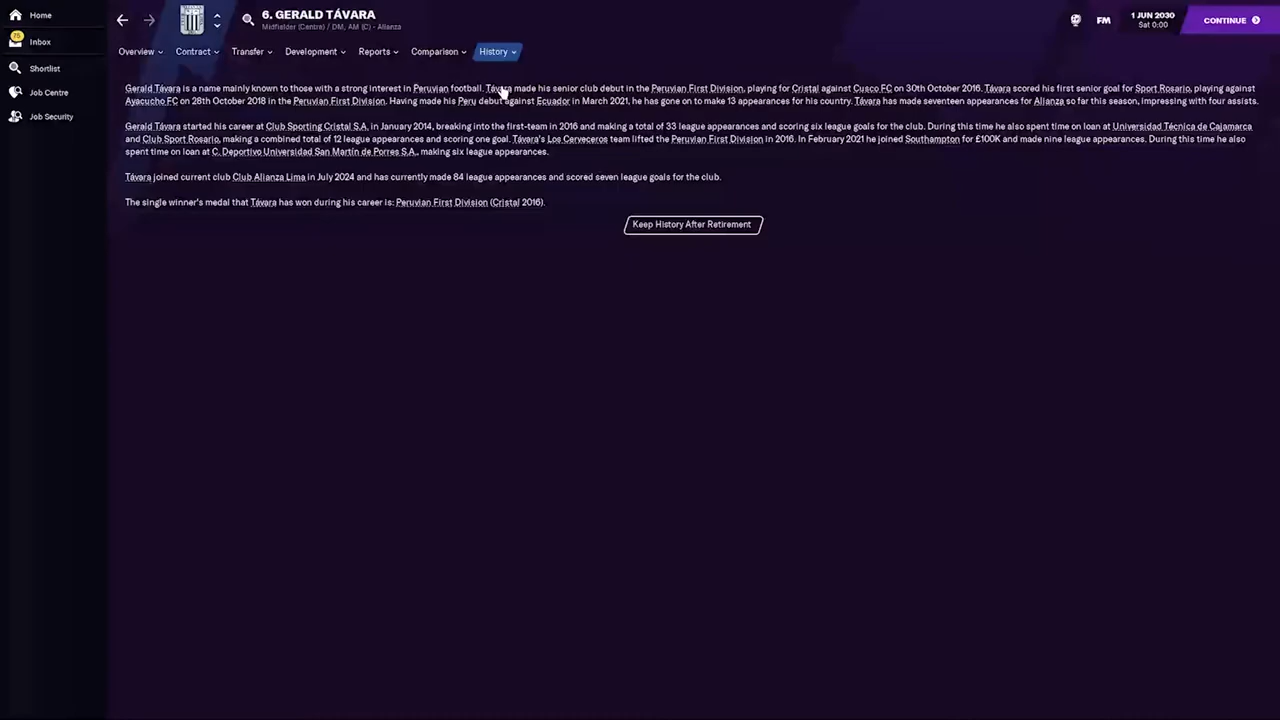 Home
75
Inbox
Shortlist
Job Centre
Job Security
6. GERALD TÁVARA
Midfielder (Centre) / DM, AM (C) - Alianza
FM
1 JUN 2030
Sat 0:00
CONTINUE
Overview
Contract
Transfer
Development
Reports
Comparison
History
Gerald Távara is a name mainly known to those with a strong interest in Peruvian football. Távara made his senior club debut in the Peruvian First Division, playing for Cristal against Cusco FC on 30th October 2016. Távara scored his first senior goal for Sport Rosario, playing against
Ayacucho FC on 28th October 2018 in the Peruvian First Division. Having made his Peru debut against Ecuador in March 2021, he has gone on to make 13 appearances for his country. Távara has made seventeen appearances for Alianza so far this season, impressing with four assists.
Gerald Távara started his career at Club Sporting Cristal S.A. in January 2014, breaking into the first-team in 2016 and making a total of 33 league appearances and scoring six league goals for the club. During this time he also spent time on loan at Universidad Técnica de Cajamarca
and Club Sport Rosario, making a combined total of 12 league appearances and scoring one goal. Távara's Los Cerveceros team lifted the Peruvian First Division in 2016. In February 2021 he joined Southampton for £100K and made nine league appearances. During this time he also
spent time on loan at C. Deportivo Universidad San Martín de Porres S.A., making six league appearances.
Távara joined current club Club Alianza Lima in July 2024 and has currently made 84 league appearances and scored seven league goals for the club.
The single winner's medal that Távara has won during his career is: Peruvian First Division (Cristal 2016).
Keep History After Retirement